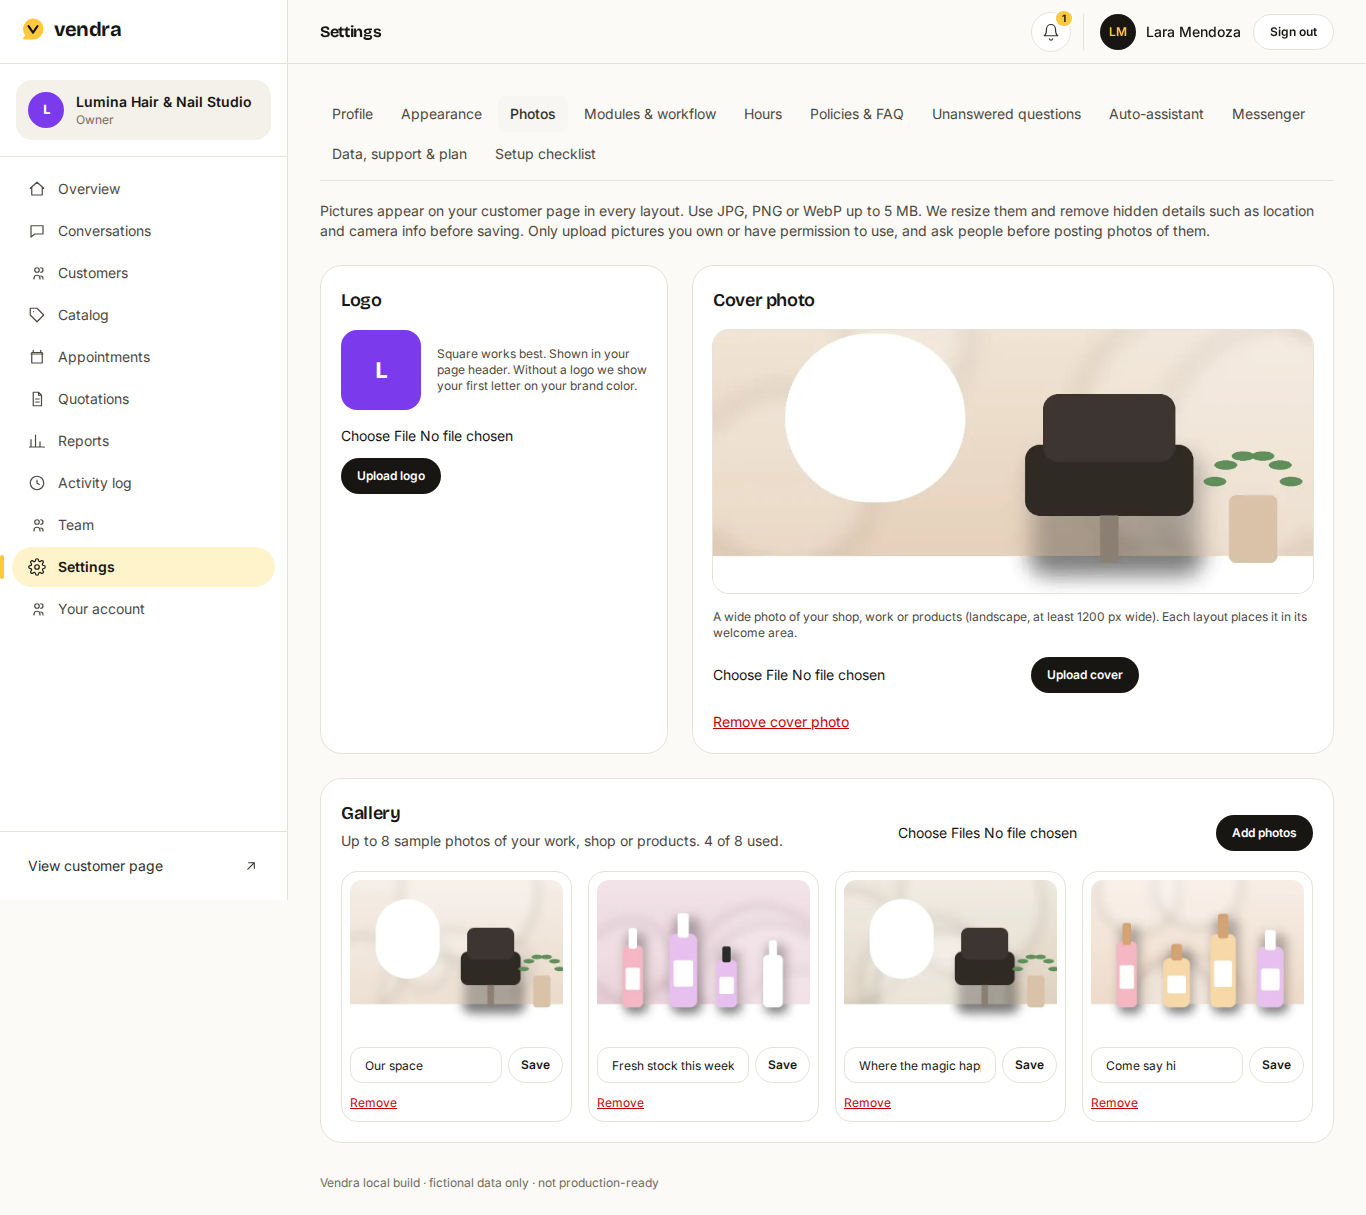 vendra
Settings
1
LM
Lara Mendoza
Sign out
L
Lumina Hair & Nail Studio
Owner
Overview
Conversations
Customers
Catalog
Appointments
Quotations
Reports
Activity log
Team
Settings
Your account
View customer page
Profile
Appearance
Photos
Modules & workflow
Hours
Policies & FAQ
Unanswered questions
Auto-assistant
Messenger
Data, support & plan
Setup checklist
Pictures appear on your customer page in every layout. Use JPG, PNG or WebP up to 5 MB. We resize them and remove hidden details such as location
and camera info before saving. Only upload pictures you own or have permission to use, and ask people before posting photos of them.
Logo
L
Square works best. Shown in your
page header. Without a logo we show
your first letter on your brand color.
Choose File No file chosen
Upload logo
Cover photo
A wide photo of your shop, work or products (landscape, at least 1200 px wide). Each layout places it in its
welcome area.
Choose File No file chosen
Upload cover
Remove cover photo
Gallery
Up to 8 sample photos of your work, shop or products. 4 of 8 used.
Choose Files No file chosen
Add photos
Our space
Save
Remove
Fresh stock this week
Save
Remove
Where the magic hap
Save
Remove
Come say hi
Save
Remove
Vendra local build · fictional data only · not production-ready